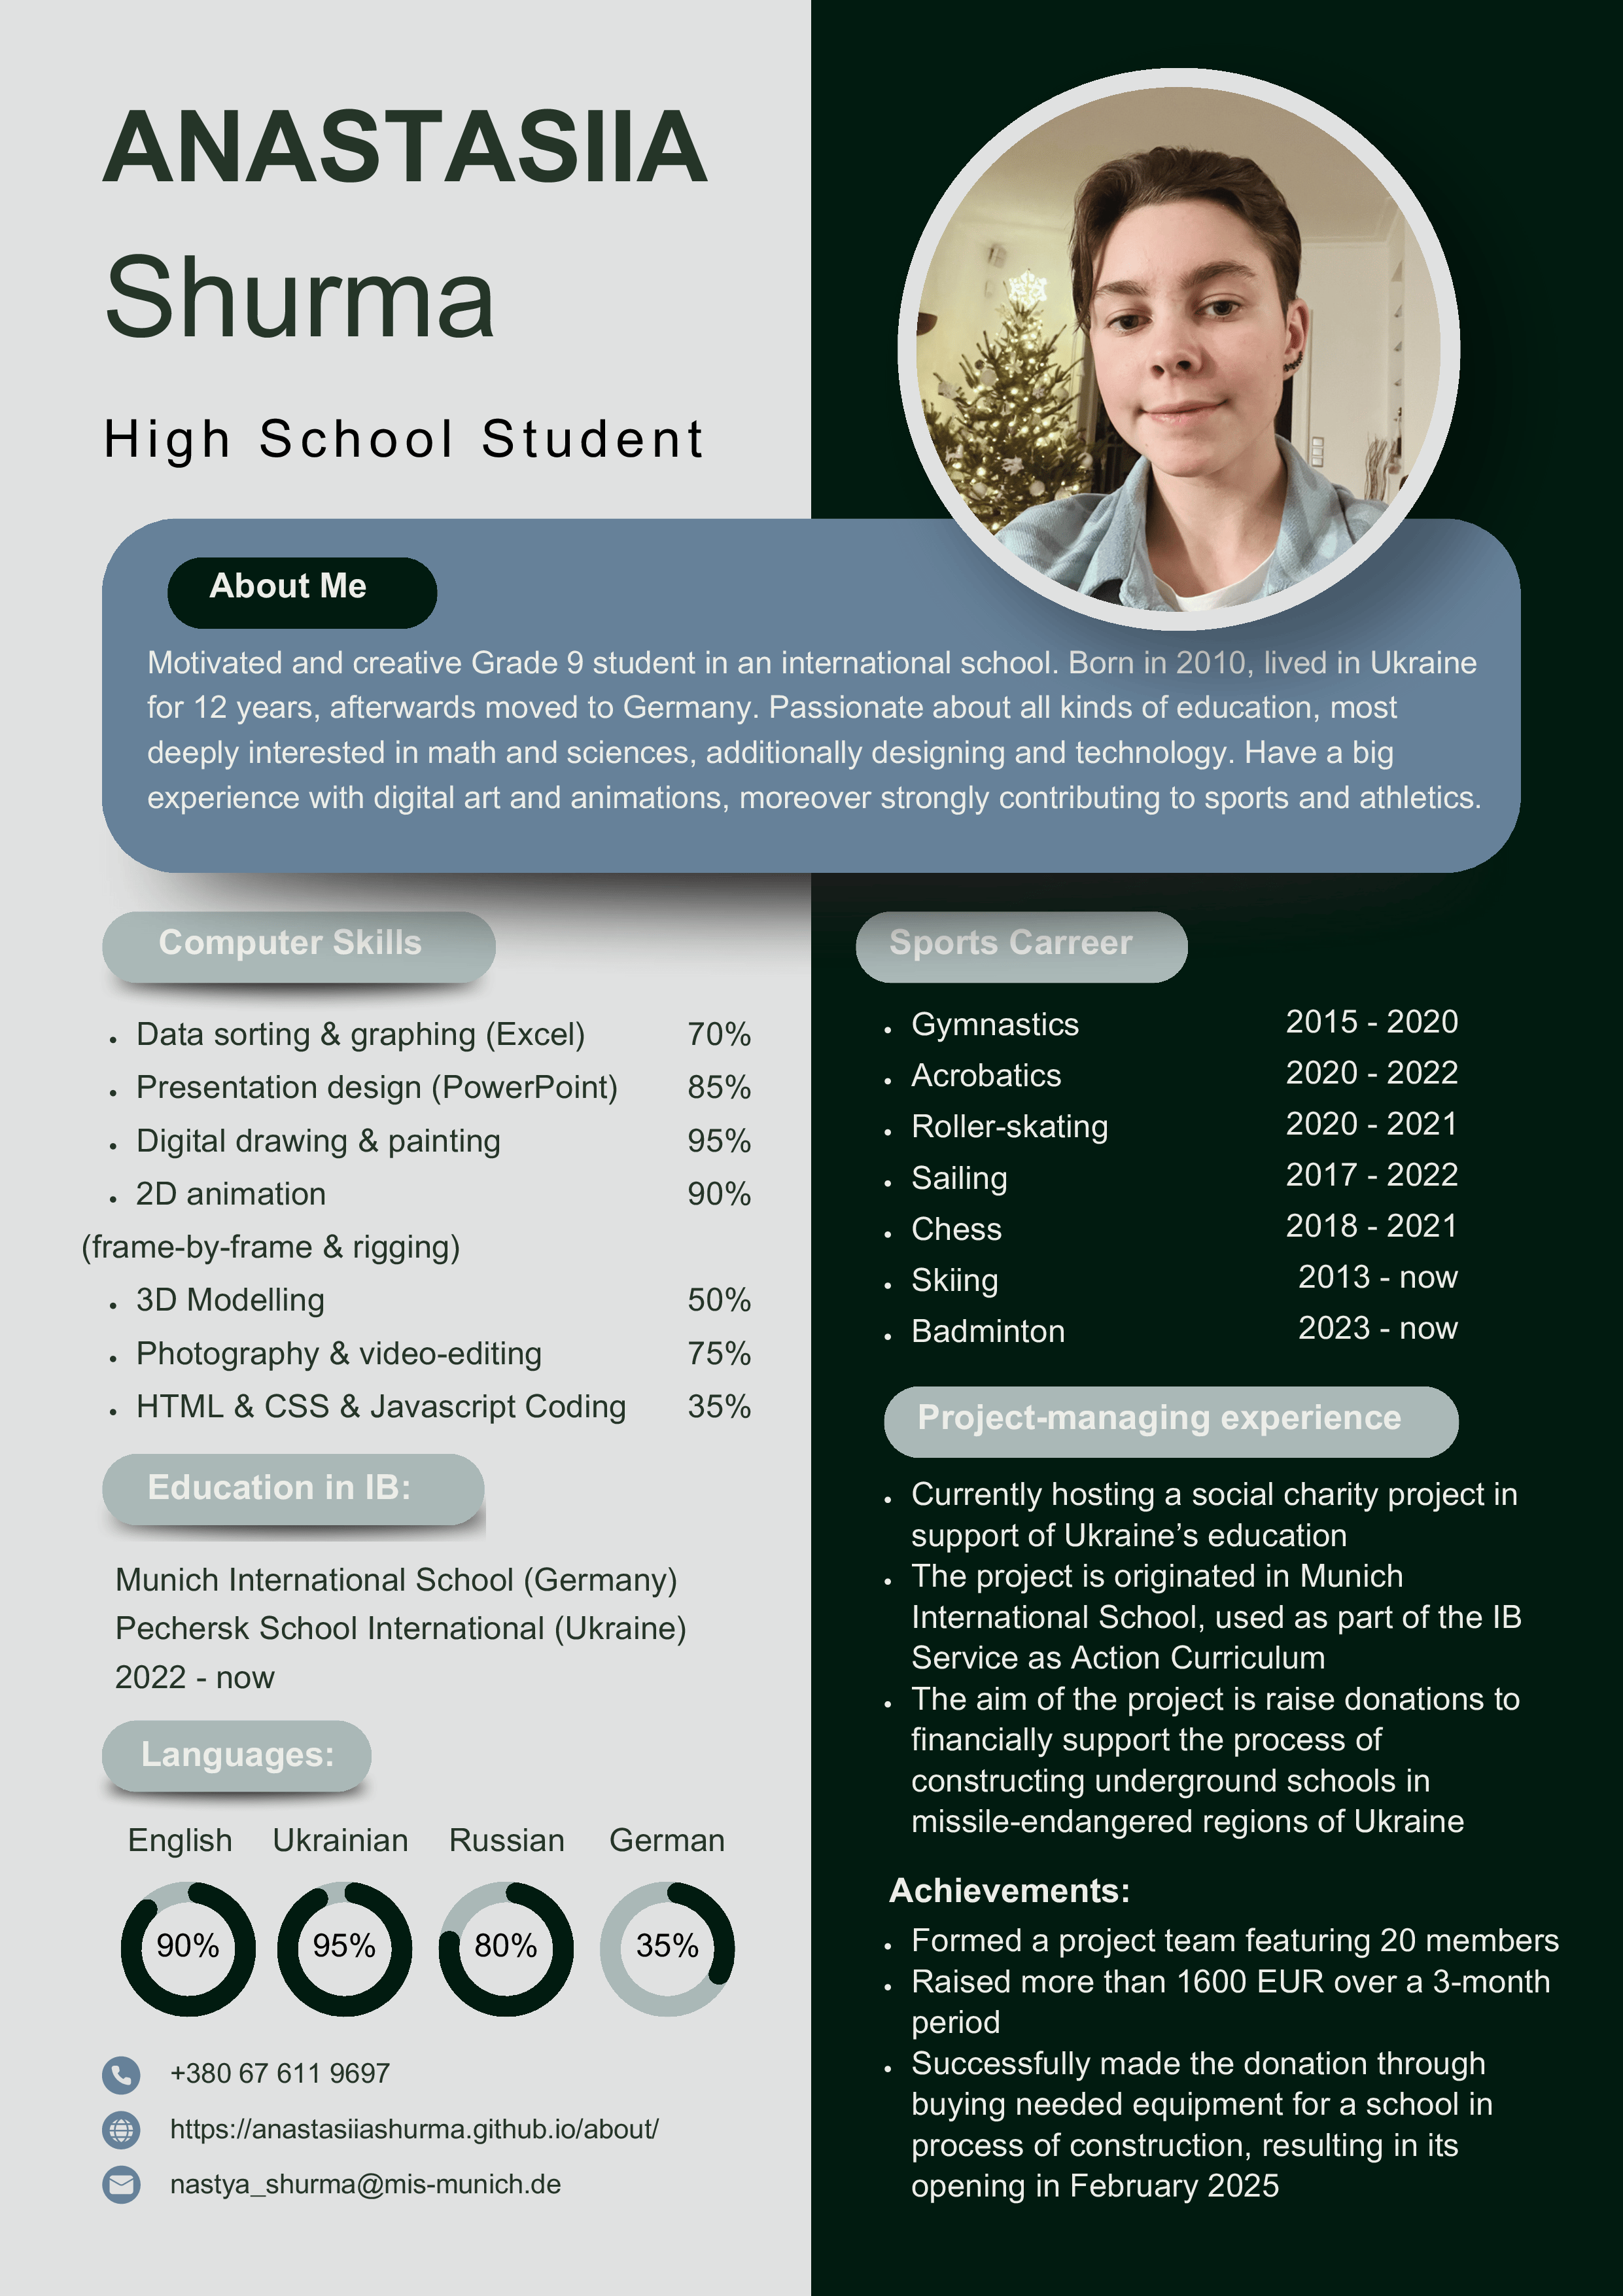 ANASTASIIA
Shurma
High School Student
About Me
Motivated and creative Grade 9 student in an international school. Born in 2010, lived in Ukraine
for 12 years, afterwards moved to Germany. Passionate about all kinds of education, most
deeply interested in math and sciences, additionally designing and technology. Have a big
experience with digital art and animations, moreover strongly contributing to sports and athletics.
Computer Skills
• Data sorting & graphing (Excel) 70%
• Presentation design (PowerPoint) 85%
• Digital drawing & painting 95%
• 2D animation 90%
(frame-by-frame & rigging)
• 3D Modelling 50%
• Photography & video-editing 75%
• HTML & CSS & Javascript Coding 35%
Education in IB:
Munich International School (Germany)
Pechersk School International (Ukraine)
2022 - now
Languages:
English Ukrainian Russian German
90% 95% 80% 35%
+380 67 611 9697
https://anastasiiashurma.github.io/about/
nastya_shurma@mis-munich.de
Sports Carreer
• Gymnastics 2015 - 2020
• Acrobatics 2020 - 2022
• Roller-skating 2020 - 2021
• Sailing 2017 - 2022
• Chess 2018 - 2021
• Skiing 2013 - now
• Badminton 2023 - now
Project-managing experience
• Currently hosting a social charity project in
support of Ukraine’s education
• The project is originated in Munich
International School, used as part of the IB
Service as Action Curriculum
• The aim of the project is raise donations to
financially support the process of
constructing underground schools in
missile-endangered regions of Ukraine
Achievements:
• Formed a project team featuring 20 members
• Raised more than 1600 EUR over a 3-month
period
• Successfully made the donation through
buying needed equipment for a school in
process of construction, resulting in its
opening in February 2025